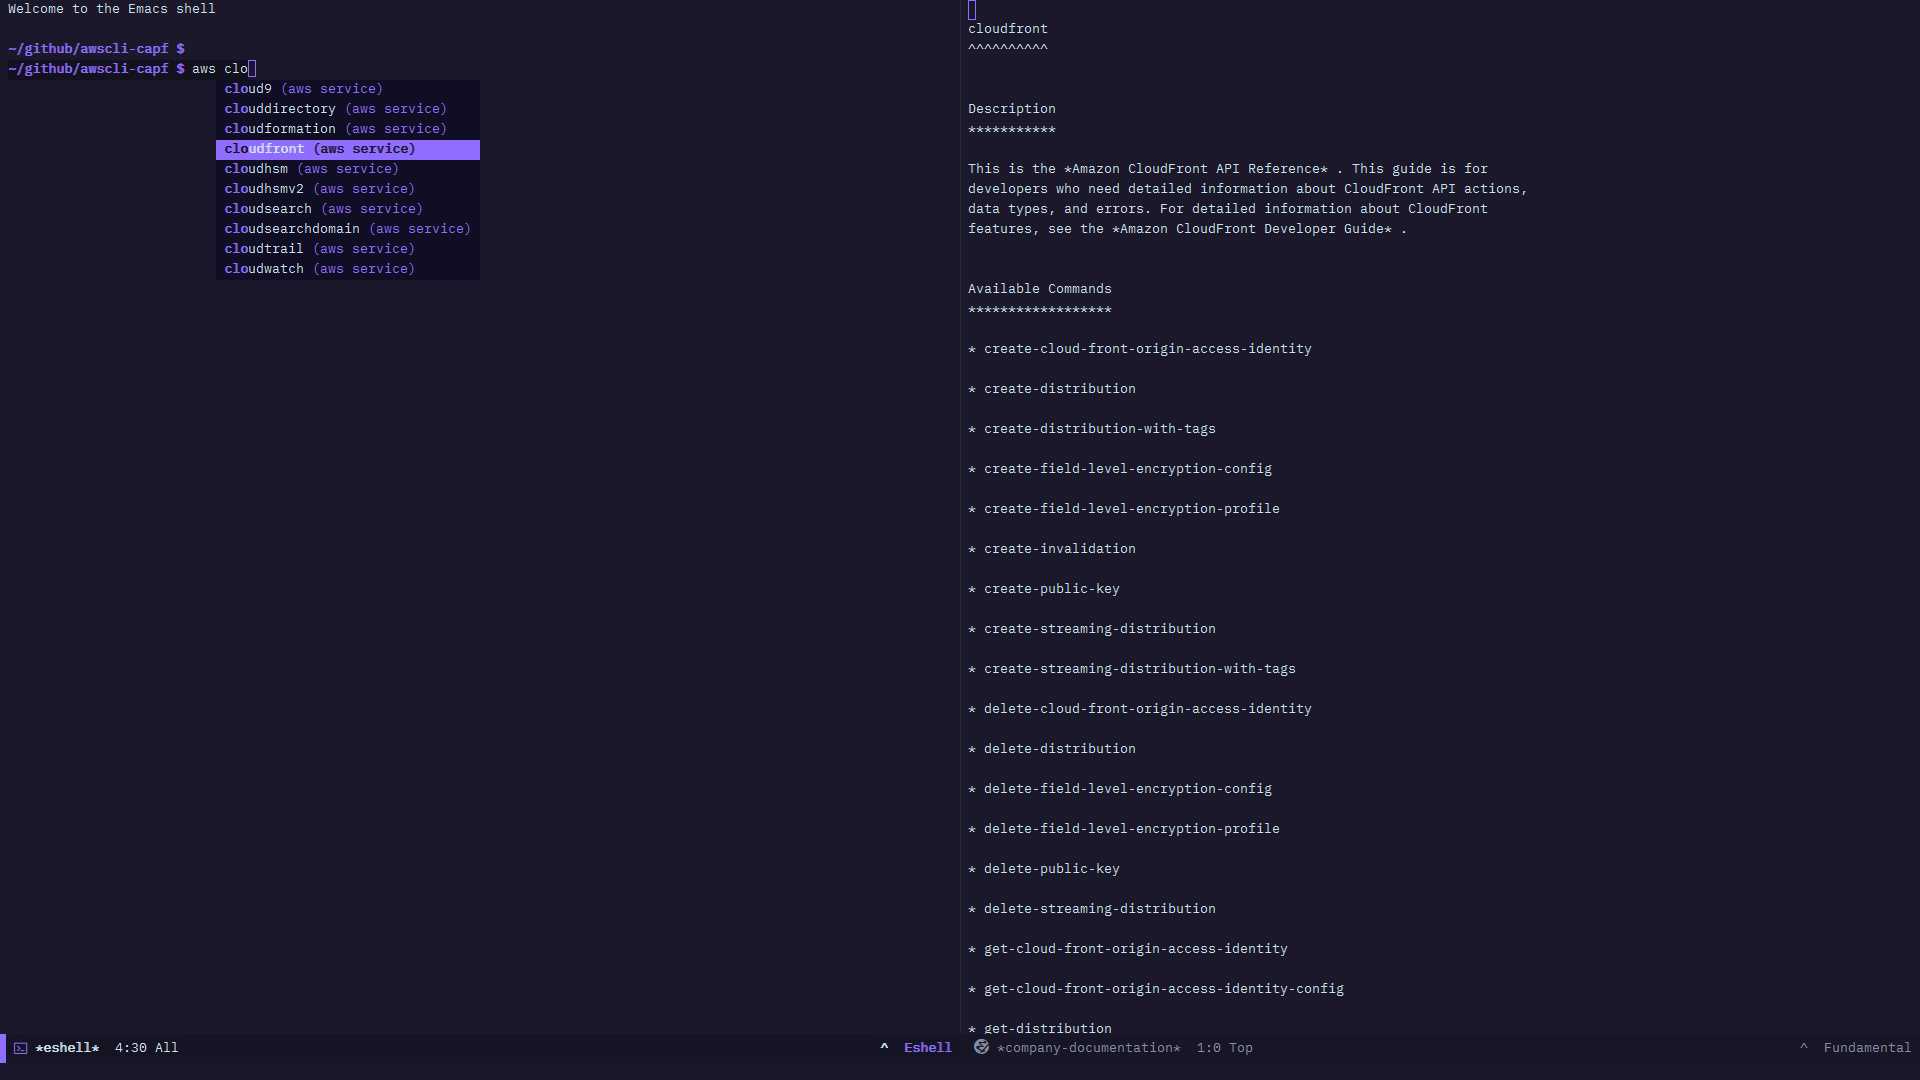 Welcome to the Emacs shell
~/github/awscli-capf $
~/github/awscli-capf $ aws clo
cloud9 (aws service)
clouddirectory (aws service)
cloudformation (aws service)
cloudfront (aws service)
cloudhsm (aws service)
cloudhsmv2 (aws service)
cloudsearch (aws service)
cloudsearchdomain (aws service)
cloudtrail (aws service)
cloudwatch (aws service)
*eshell* 4:30 All ^ Eshell
cloudfront
^^^^^^^^^^
Description
***********
This is the *Amazon CloudFront API Reference* . This guide is for
developers who need detailed information about CloudFront API actions,
data types, and errors. For detailed information about CloudFront
features, see the *Amazon CloudFront Developer Guide* .
Available Commands
******************
* create-cloud-front-origin-access-identity
* create-distribution
* create-distribution-with-tags
* create-field-level-encryption-config
* create-field-level-encryption-profile
* create-invalidation
* create-public-key
* create-streaming-distribution
* create-streaming-distribution-with-tags
* delete-cloud-front-origin-access-identity
* delete-distribution
* delete-field-level-encryption-config
* delete-field-level-encryption-profile
* delete-public-key
* delete-streaming-distribution
* get-cloud-front-origin-access-identity
* get-cloud-front-origin-access-identity-config
* get-distribution
*company-documentation* 1:0 Top ^ Fundamental